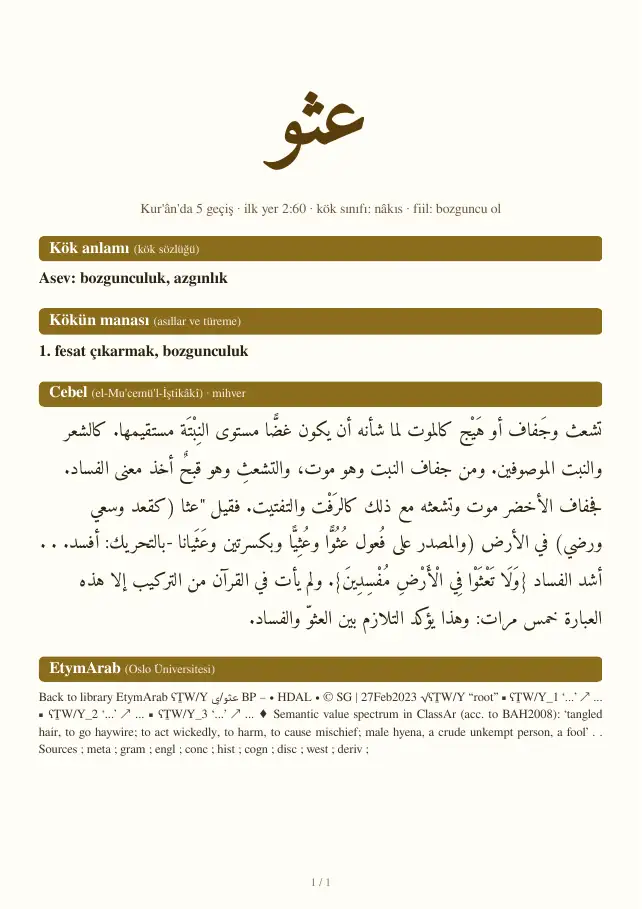 عثو
Kur'ân'da 5 geçiş · ilk yer 2:60 · kök sınıfı: nâkıs · fiil: bozguncu ol
Kök anlamı (kök sözlüğü)
Asev: bozgunculuk, azgınlık
Kökün manası (asıllar ve türeme)
1. fesat çıkarmak, bozgunculuk
Cebel (el-Mu'cemü'l-İştikâkî) · mihver
تشعث وجَفاف أو هَيْج كالموت لما شأنه أن يكون غضًّا مستوى النِبْتَة مستقيمها. كالشعر
والنبت الموصوفين. ومن جفاف النبت وهو موت، والتشعثِ وهو قبحٌ أخذ معنى الفساد.
فجفاف الأخضر موت وتشعثه مع ذلك كالرَفْت والتفتيت. فقيل "عثا (كقعد وسعي
ورضي) في الأرض (والمصدر على فُعول عُثُوًّا وعُثِيًّا وبكسرتين وعَثَيانا -بالتحريك: أفسد. . .
أشد الفساد {وَلَا تَعْثَوْا فِي الْأَرْضِ مُفْسِدِينَ}. ولم يأت في القرآن من التركيب إلا هذه
العبارة خمس مرات: وهذا يؤكد التلازم بين العثوّ والفساد.
EtymArab (Oslo Üniversitesi)
Back to library EtymArab ʕṮW/Y عثو/ي BP – • HDAL • © SG | 27Feb2023 √ʕṮW/Y “root” ▪ ʕṮW/Y_1 ‘...’ ↗ ...
▪ ʕṮW/Y_2 ‘...’ ↗ ... ▪ ʕṮW/Y_3 ‘...’ ↗ ... ♦ Semantic value spectrum in ClassAr (acc. to BAH2008): ‘tangled
hair, to go haywire; to act wickedly, to harm, to cause mischief; male hyena, a crude unkempt person, a fool’ . .
Sources ; meta ; gram ; engl ; conc ; hist ; cogn ; disc ; west ; deriv ;
1 / 1